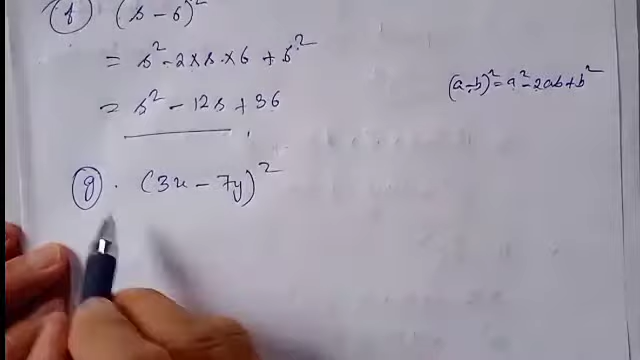 (f) (s - 6)²
= s² - 2 × s × 6 + 6²
(a-b)² = a² - 2ab + b²
= s² - 12s + 36
(g) . (3x - 7y)²